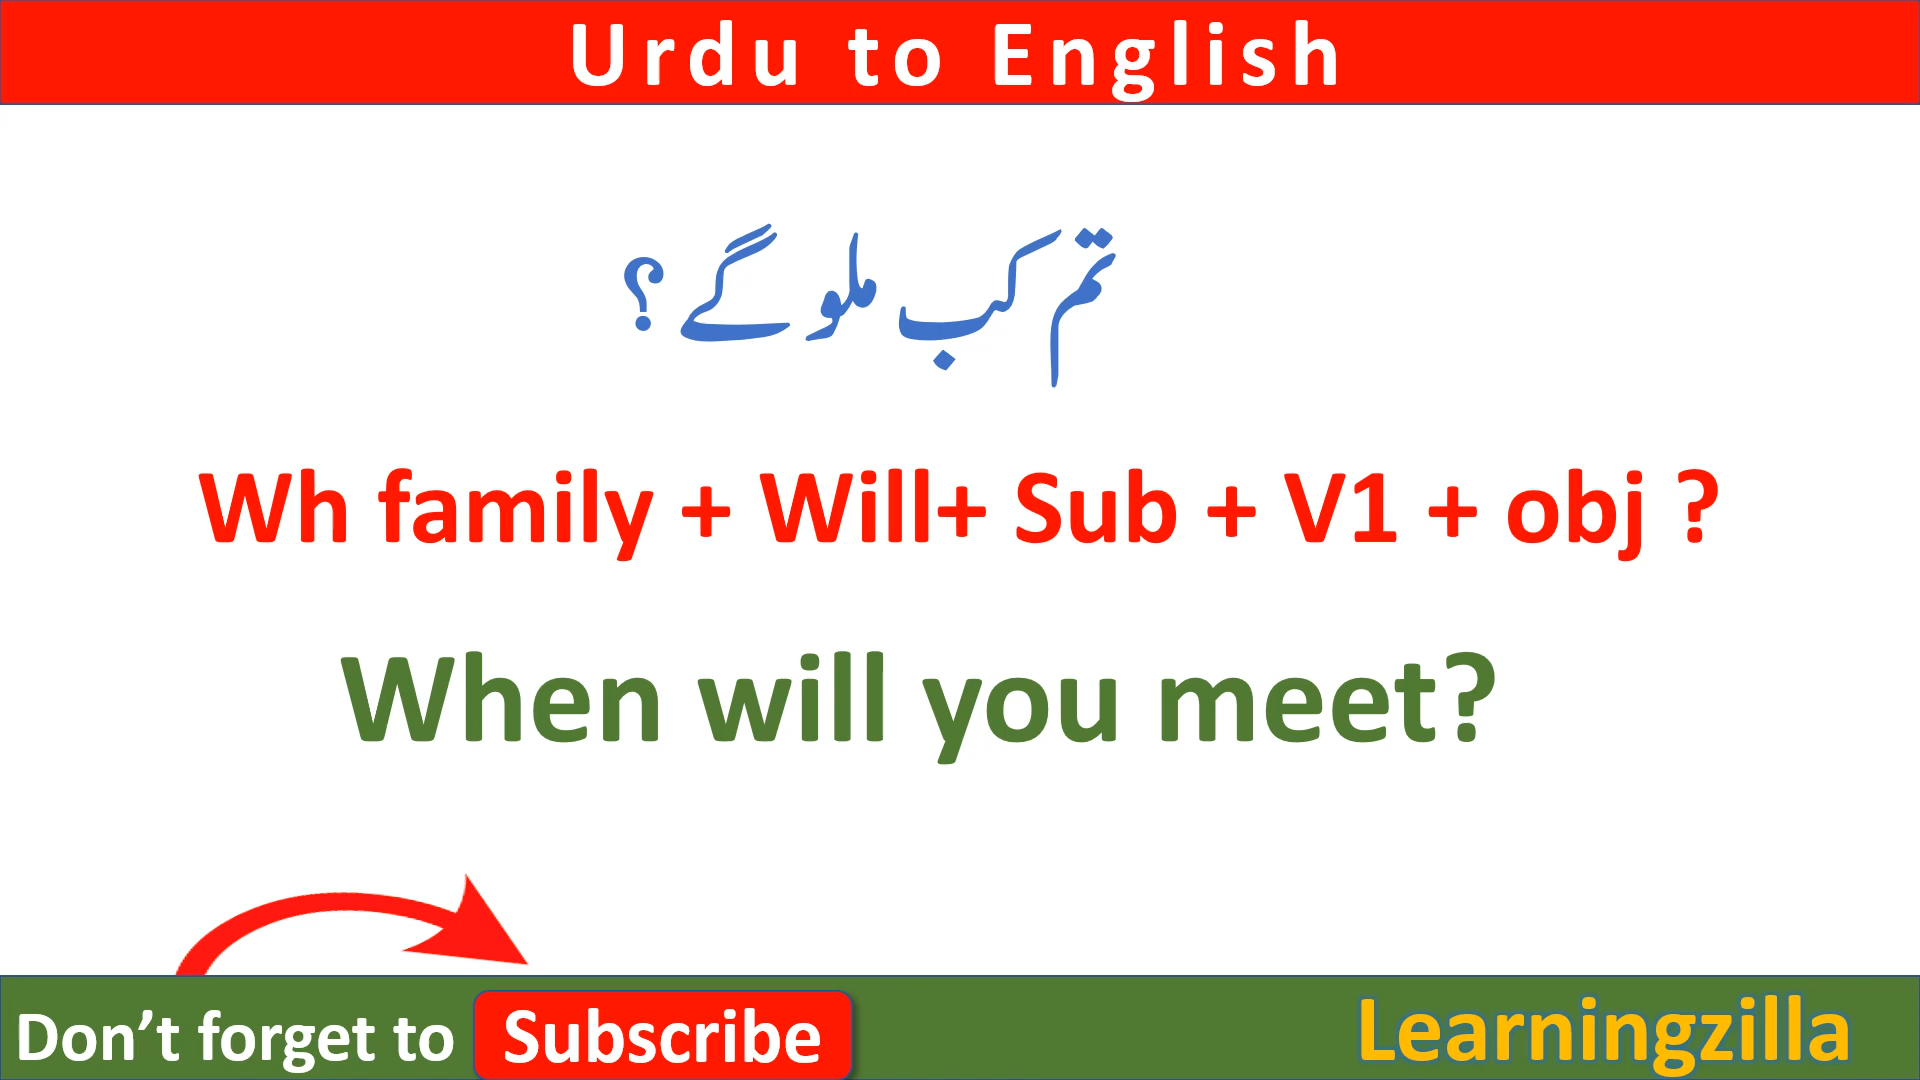 Urdu to English
تم کب ملو گے ؟
Wh family + Will+ Sub + V1 + obj ?
When will you meet?
Don’t forget to Subscribe
Learningzilla